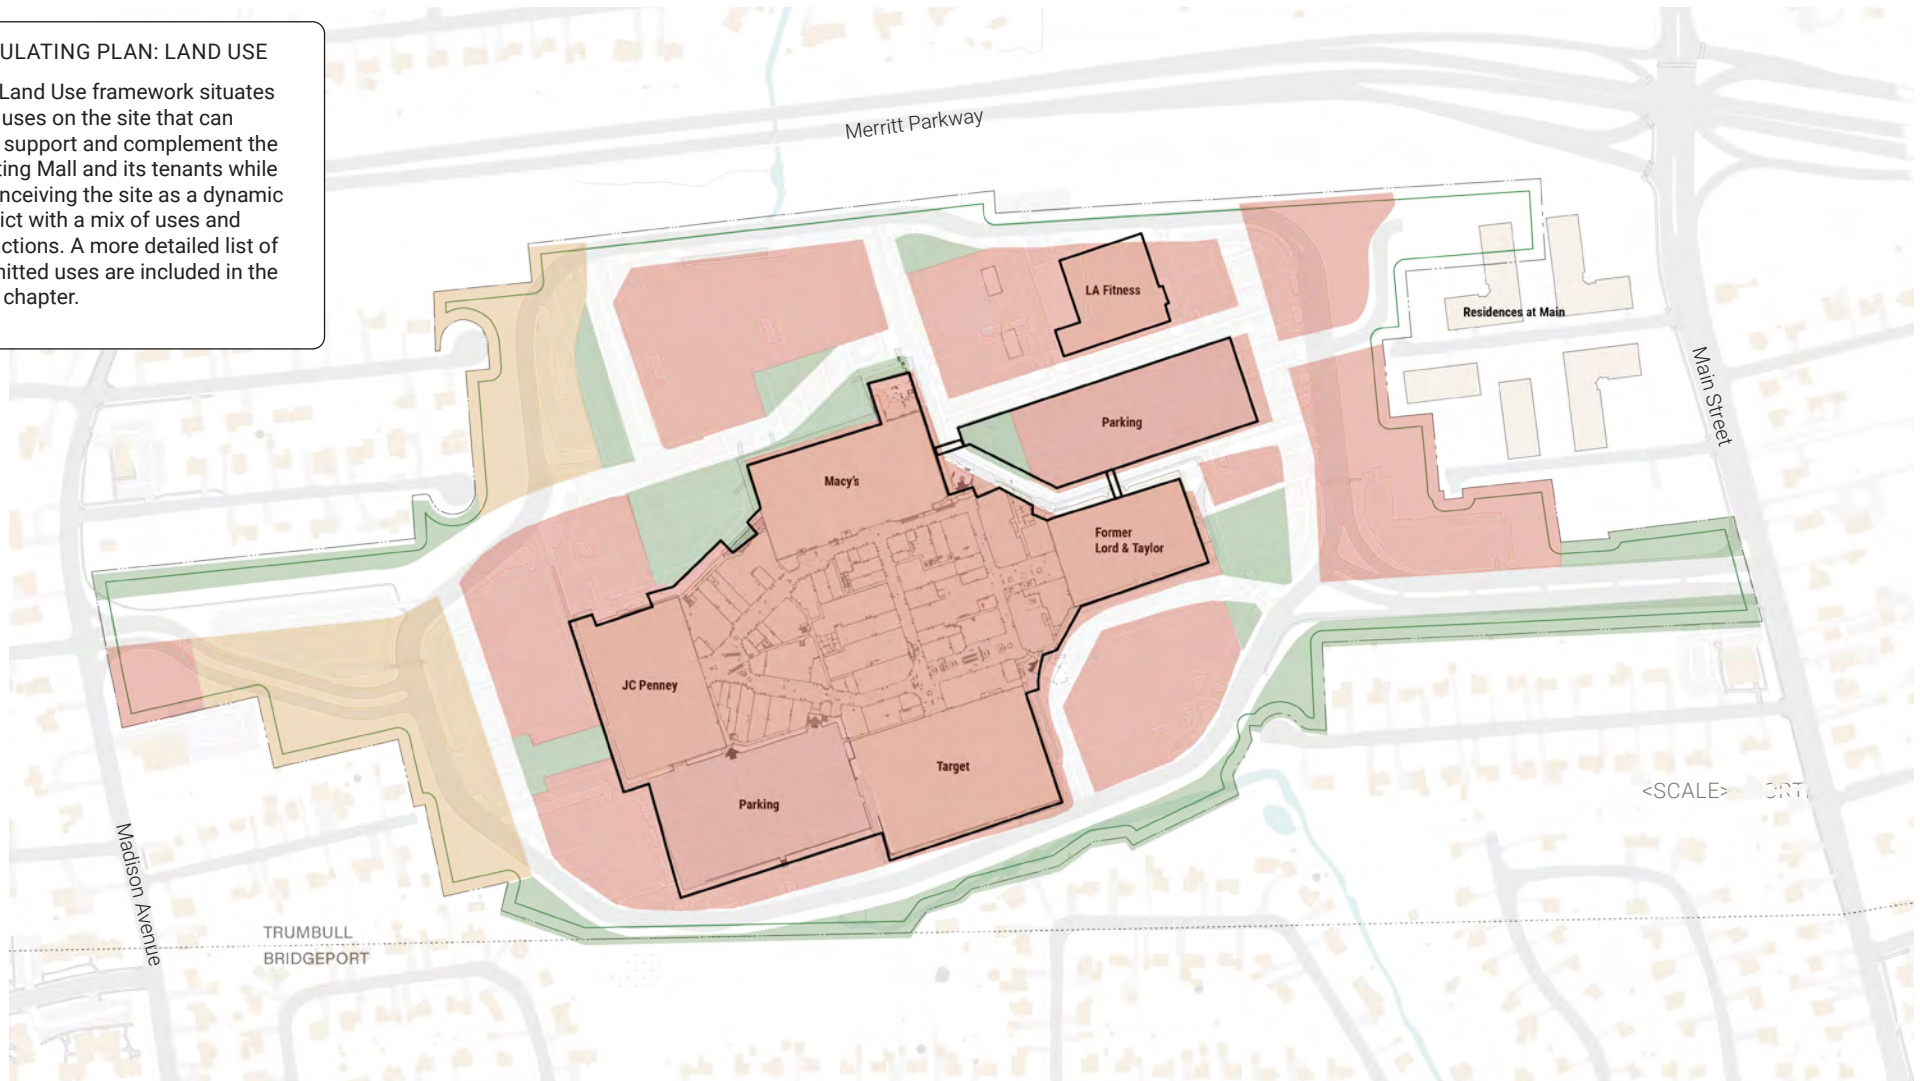 ULATING PLAN: LAND USE
Land Use framework situates
uses on the site that can
support and complement the
ting Mall and its tenants while
nceiving the site as a dynamic
ict with a mix of uses and
actions. A more detailed list of
mitted uses are included in the
chapter.
Merritt Parkway
LA Fitness
Residences at Main
Main Street
Parking
Macy's
Former
Lord & Taylor
JC Penney
Target
Parking
<SCALE>
Madison Avenue
TRUMBULL
BRIDGEPORT